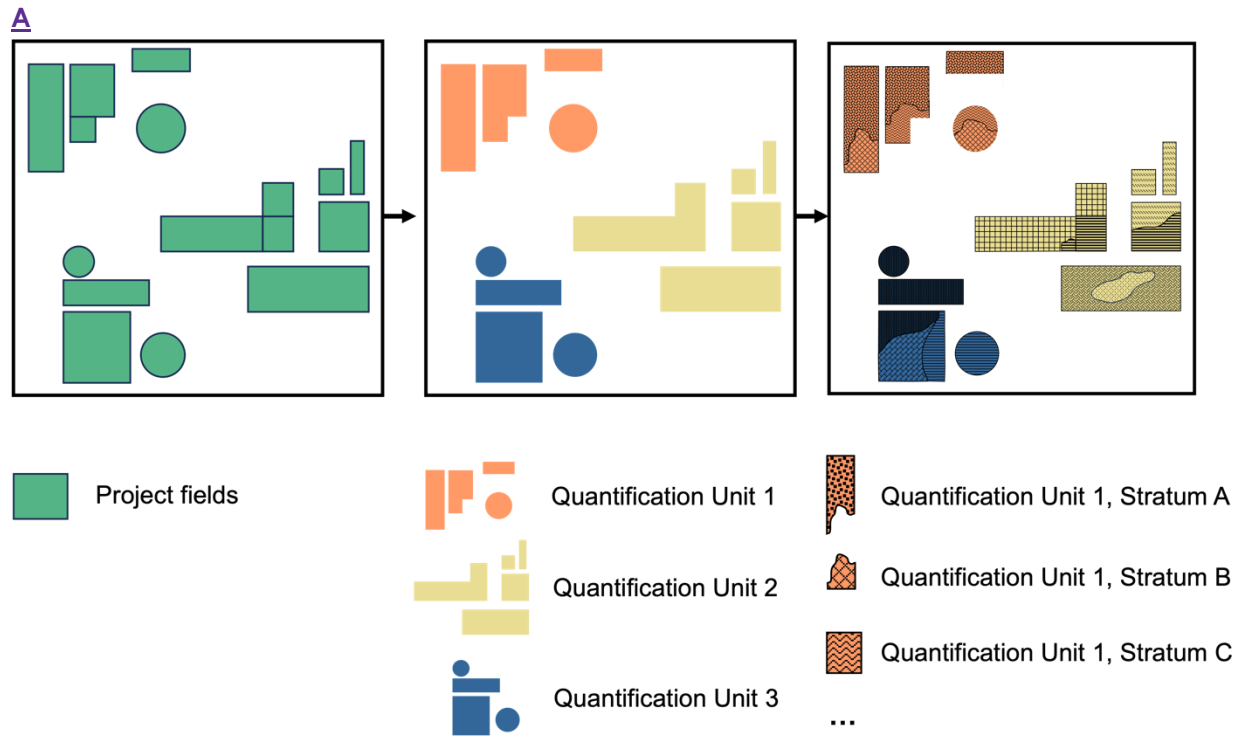 A
Project fields
Quantification Unit 1
Quantification Unit 2
Quantification Unit 3
Quantification Unit 1, Stratum A
Quantification Unit 1, Stratum B
Quantification Unit 1, Stratum C
...